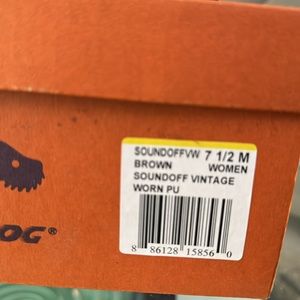 SOUNDOFFVW 7 1/2 M
BROWN WOMEN
SOUNDOFF VINTAGE
WORN PU
8 86128 15856 0
OG®